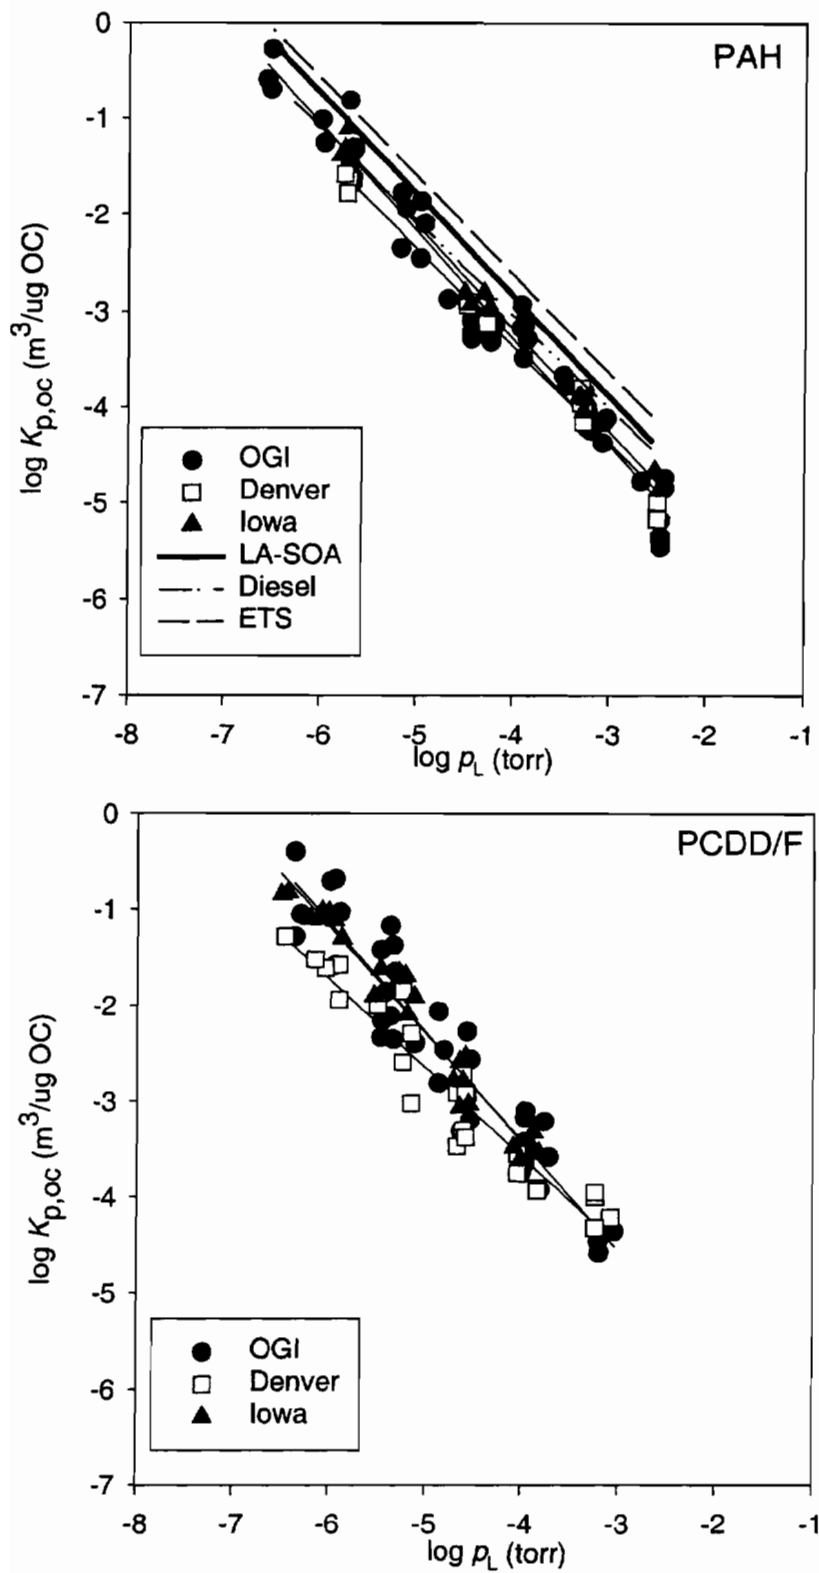 PAH
0
-1
-2
-3
-4
-5
-6
-7
log Kp,oc (m3/ug OC)
OGI
Denver
Iowa
LA-SOA
Diesel
ETS
-8 -7 -6 -5 -4 -3 -2 -1
log pL (torr)
PCDD/F
0
-1
-2
-3
-4
-5
-6
-7
log Kp,oc (m3/ug OC)
OGI
Denver
Iowa
-8 -7 -6 -5 -4 -3 -2 -1
log pL (torr)